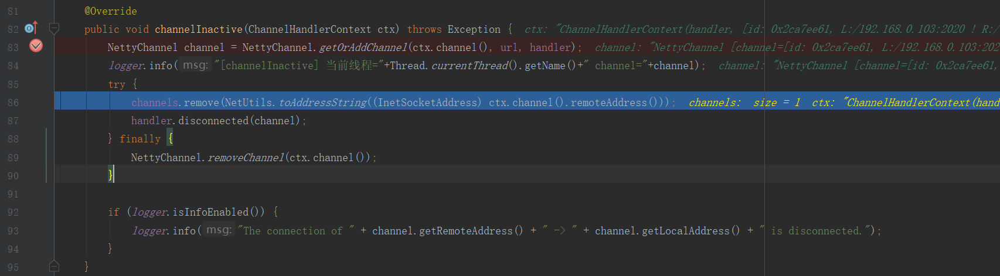 81 @Override
82 public void channelInactive(ChannelHandlerContext ctx) throws Exception { ctx: "ChannelHandlerContext(handler, [id: 0x2ca7ee61, L:/192.168.0.103:2020 ! R:/
83 NettyChannel channel = NettyChannel.getOrAddChannel(ctx.channel(), url, handler); channel: "NettyChannel [channel=[id: 0x2ca7ee61, L:/192.168.0.103:202
84 logger.info( msg: "[channelInactive] 当前线程="+Thread.currentThread().getName()+" channel="+channel); channel: "NettyChannel [channel=[id: 0x2ca7ee61,
85 try {
86 channels.remove(NetUtils.toAddressString((InetSocketAddress) ctx.channel().remoteAddress())); channels: size = 1 ctx: "ChannelHandlerContext(hand
87 handler.disconnected(channel);
88 } finally {
89 NettyChannel.removeChannel(ctx.channel());
90 }
91
92 if (logger.isInfoEnabled()) {
93 logger.info( msg: "The connection of " + channel.getRemoteAddress() + " -> " + channel.getLocalAddress() + " is disconnected.");
94 }
95 }